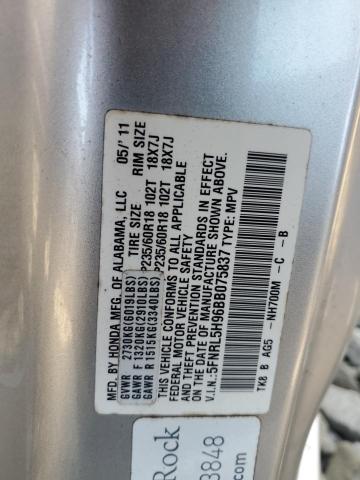 MFD. BY HONDA MFG. OF ALABAMA, LLC 05/'11
GVWR 2730KG(6019LBS) TIRE SIZE RIM SIZE
GAWR F 1320KG(2910LBS) P235/60R18 102T 18X7J
GAWR R 1515KG(3340LBS) P235/60R18 102T 18X7J
THIS VEHICLE CONFORMS TO ALL APPLICABLE
FEDERAL MOTOR VEHICLE SAFETY
AND THEFT PREVENTION STANDARDS IN EFFECT
ON THE DATE OF MANUFACTURE SHOWN ABOVE.
V.I.N.:5FNRL5H96BB075837 TYPE: MPV
TK8 B AG5 -NH700M -C -B
Rock
8848
.com